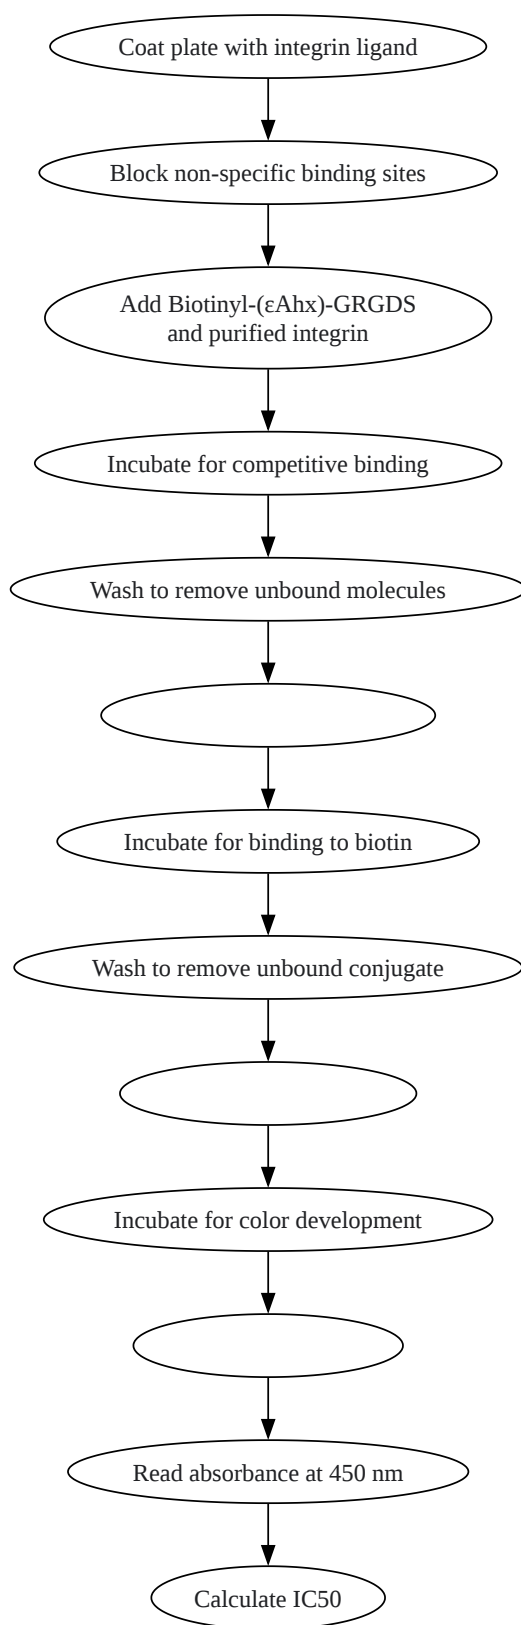 Coat plate with integrin ligand
Block non-specific binding sites
Add Biotinyl-(εAhx)-GRGDS
and purified integrin
Incubate for competitive binding
Wash to remove unbound molecules
Incubate for binding to biotin
Wash to remove unbound conjugate
Incubate for color development
Read absorbance at 450 nm
Calculate IC50